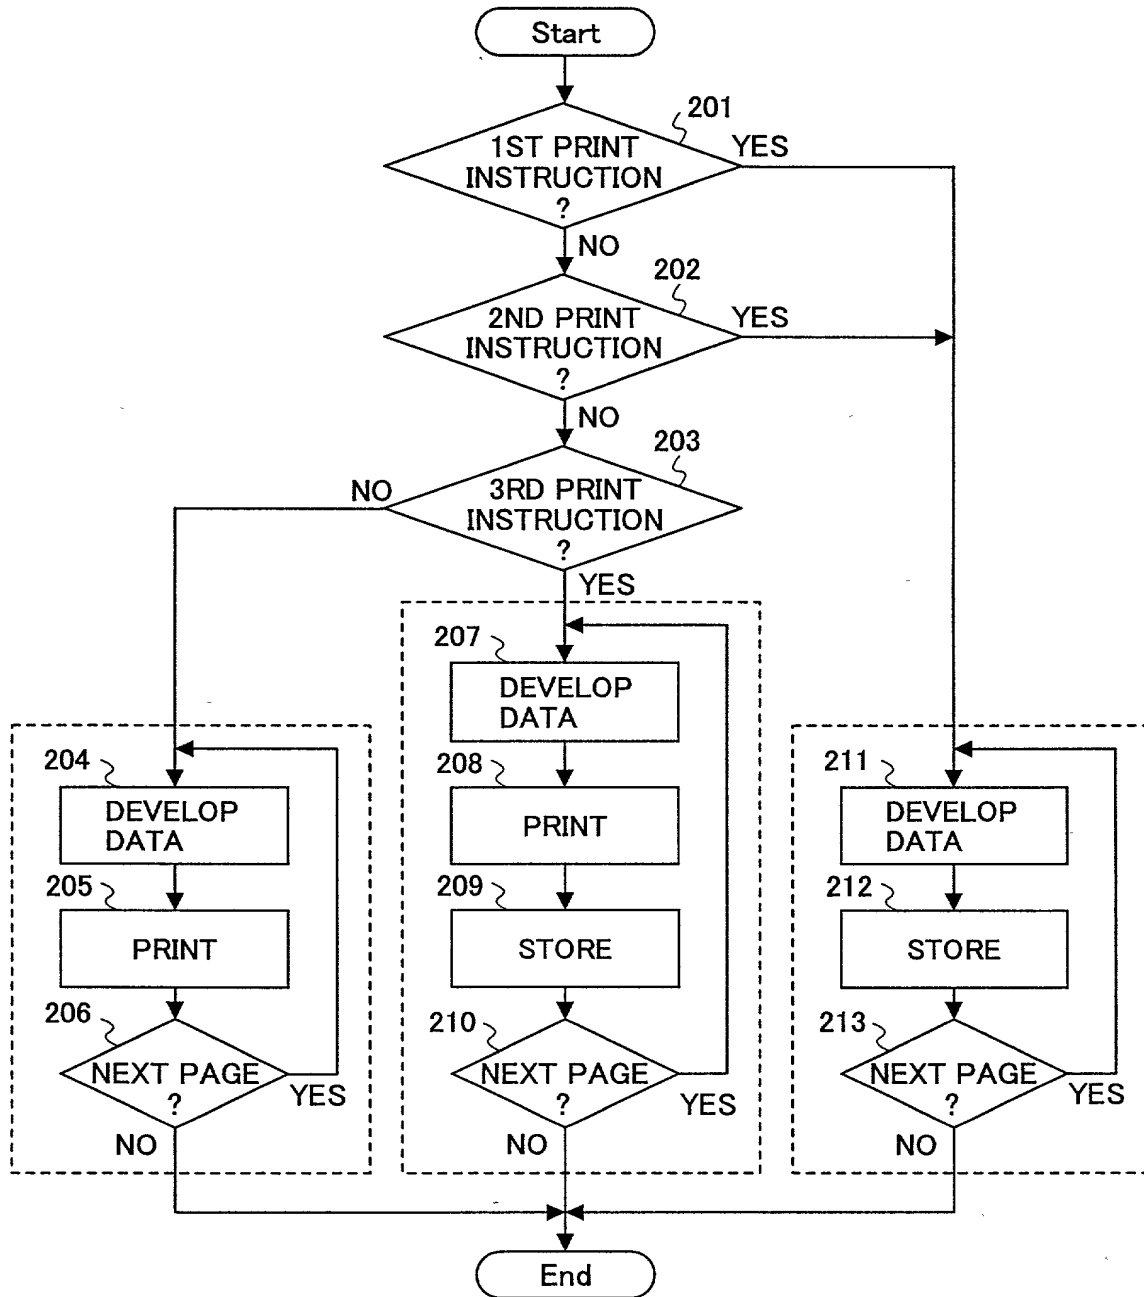 Start
201
1ST PRINT
INSTRUCTION
?
YES
NO
202
2ND PRINT
INSTRUCTION
?
YES
NO
203
3RD PRINT
INSTRUCTION
?
NO
YES
204
DEVELOP
DATA
205
PRINT
206
NEXT PAGE
?
YES
NO
207
DEVELOP
DATA
208
PRINT
209
STORE
210
NEXT PAGE
?
YES
NO
211
DEVELOP
DATA
212
STORE
213
NEXT PAGE
?
YES
NO
End